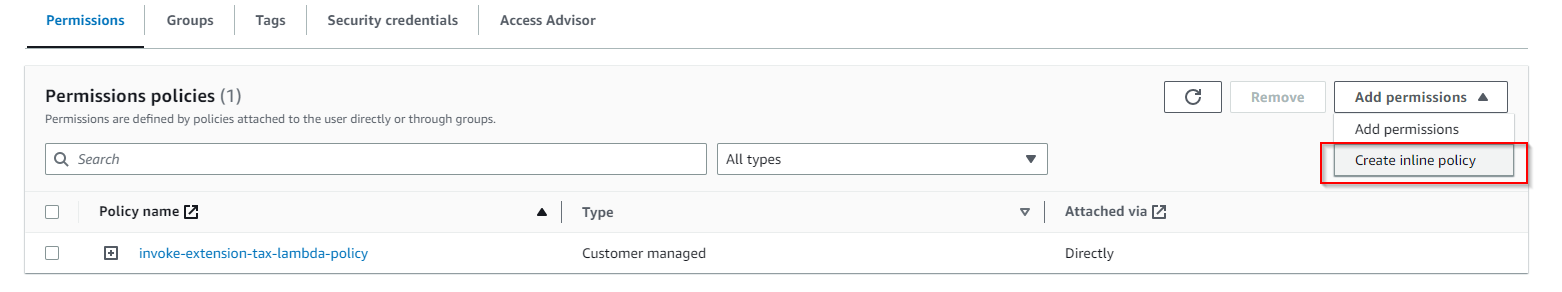 Permissions Groups Tags Security credentials Access Advisor
Permissions policies (1)
Remove
Add permissions
Permissions are defined by policies attached to the user directly or through groups.
Add permissions
Search
All types
Create inline policy
Policy name Type Attached via
invoke-extension-tax-lambda-policy Customer managed Directly